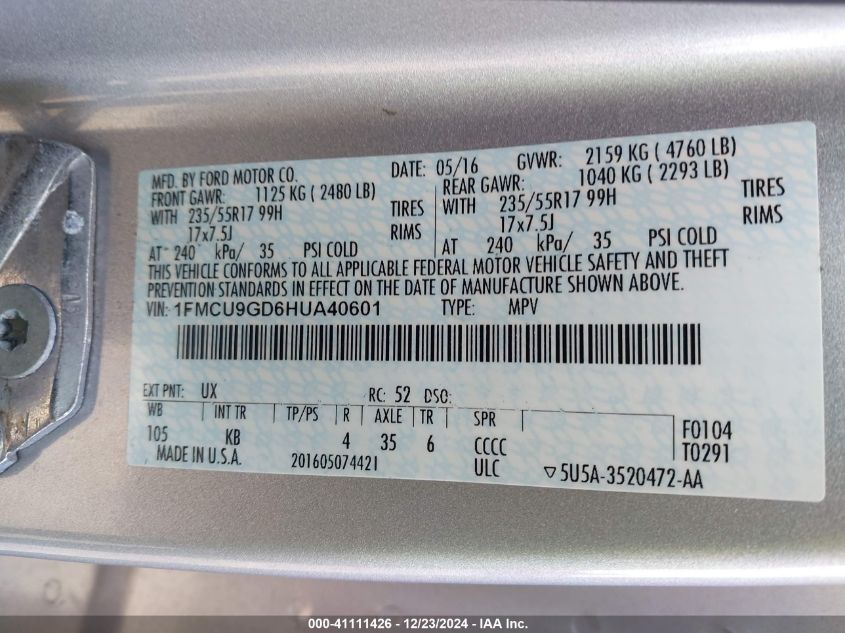 MFD. BY FORD MOTOR CO. DATE: 05/16 GVWR: 2159 KG ( 4760 LB)
FRONT GAWR: 1125 KG ( 2480 LB) REAR GAWR: 1040 KG ( 2293 LB)
WITH 235/55R17 99H TIRES WITH 235/55R17 99H TIRES
17x7.5J RIMS 17x7.5J RIMS
AT 240 kPa/ 35 PSI COLD AT 240 kPa/ 35 PSI COLD
THIS VEHICLE CONFORMS TO ALL APPLICABLE FEDERAL MOTOR VEHICLE SAFETY AND THEFT
PREVENTION STANDARDS IN EFFECT ON THE DATE OF MANUFACTURE SHOWN ABOVE.
VIN: 1FMCU9GD6HUA40601 TYPE: MPV
EXT PNT: UX RC: 52 DSO:
WB INT TR TP/PS R AXLE TR SPR F0104
105 KB 4 35 6 CCCC T0291
MADE IN U.S.A. 201605074421 ULC ▽5U5A-3520472-AA
000-41111426 - 12/23/2024 - IAA Inc.